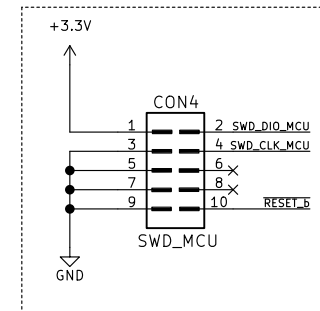 +3.3V
CON4
1 2 SWD_DIO_MCU
3 4 SWD_CLK_MCU
5 6
7 8
9 10 RESET_b
SWD_MCU
GND